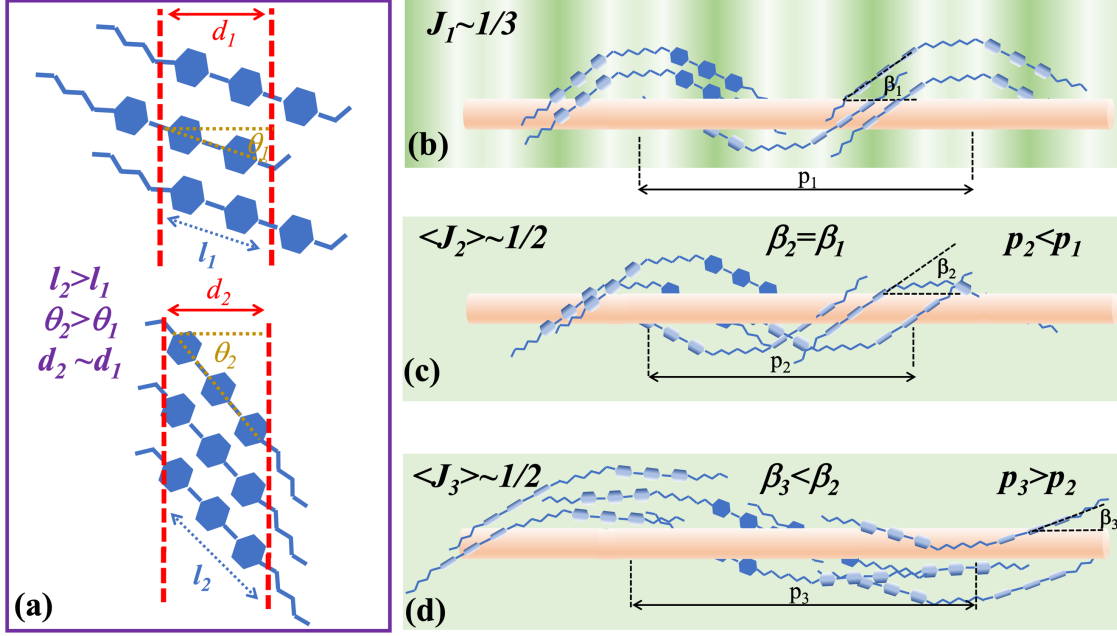 d₁
θ₁
l₁
l₂>l₁
θ₂>θ₁
d₂ ~d₁
d₂
θ₂
l₂
(a)
J₁~1/3
β₁
(b)
p₁
<J₂>~1/2
β₂=β₁
p₂<p₁
β₂
(c)
p₂
<J₃>~1/2
β₃<β₂
p₃>p₂
β₃
(d)
p₃